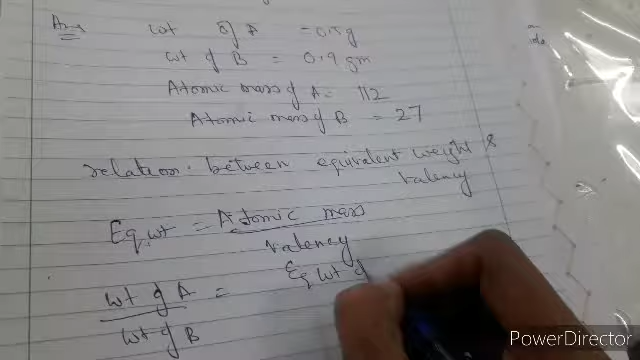 Ans wt of A = 0.5g
wt of B = 0.9 gm
Atomic mass of A = 112
Atomic mass of B = 27
relation between equivalent weight &
valency
Eq.wt = Atomic mass
valency
wt of A = Eq wt of
wt of B
PowerDirector